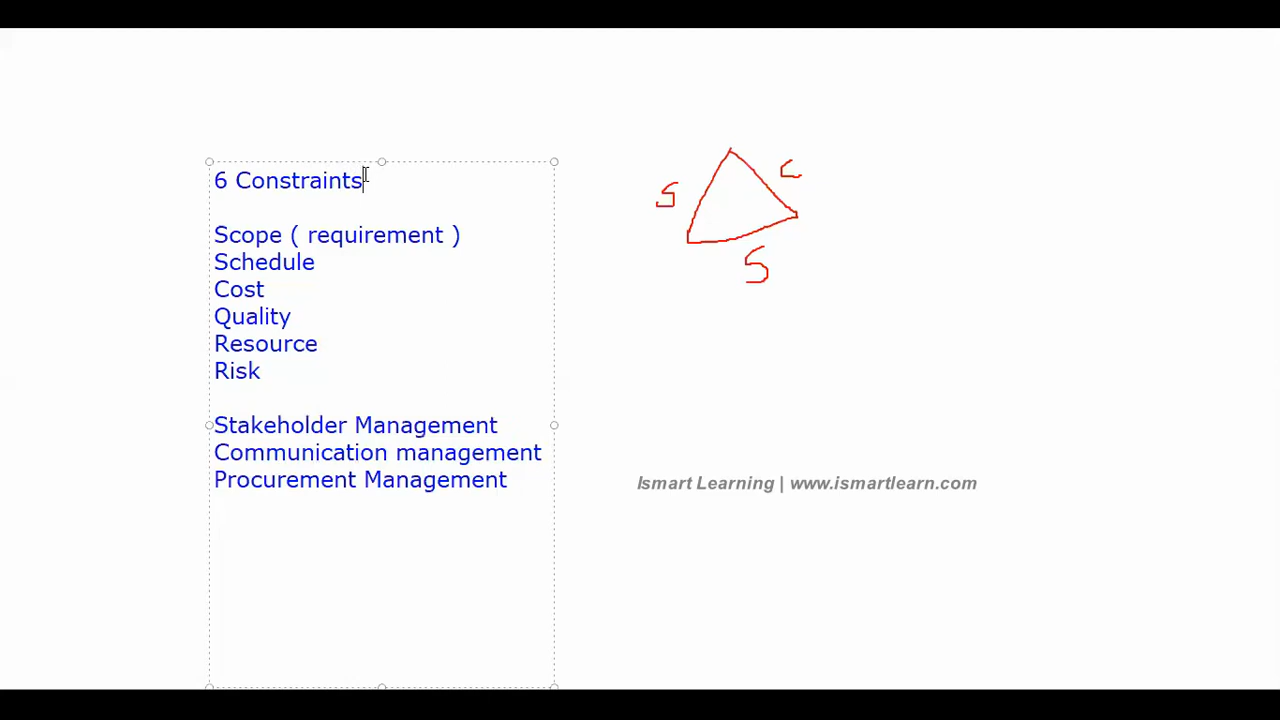 6 Constraints
Scope ( requirement )
Schedule
Cost
Quality
Resource
Risk
Stakeholder Management
Communication management
Procurement Management
S
C
S
Ismart Learning | www.ismartlearn.com